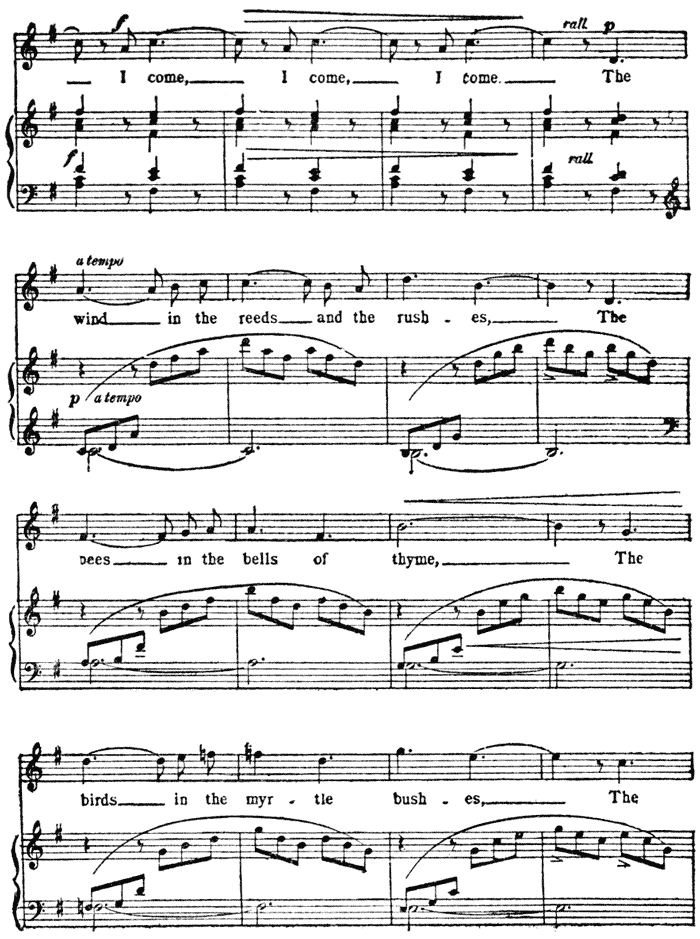 f rall p
I come, I come, I come. The
f rall
a tempo
wind in the reeds and the rush - es, The
p a tempo
bees in the bells of thyme, The
birds in the myr - tle bush - es, The